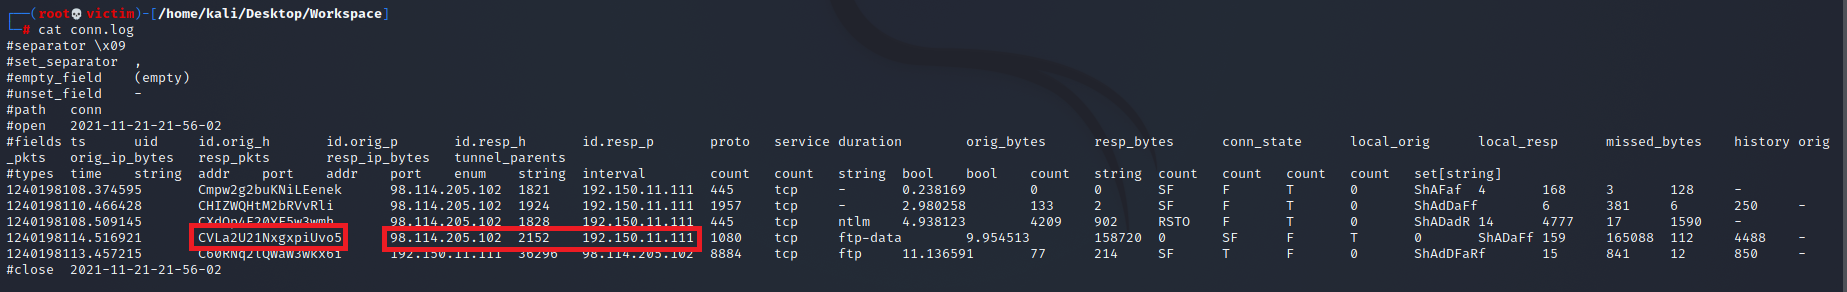 ┌──(root💀victim)-[/home/kali/Desktop/Workspace]
└─# cat conn.log
#separator \x09
#set_separator	,
#empty_field	(empty)
#unset_field	-
#path	conn
#open	2021-11-21-21-56-02
#fields	ts	uid	id.orig_h	id.orig_p	id.resp_h	id.resp_p	proto	service	duration	orig_bytes	resp_bytes	conn_state	local_orig	local_resp	missed_bytes	history	orig
_pkts	orig_ip_bytes	resp_pkts	resp_ip_bytes	tunnel_parents
#types	time	string	addr	port	addr	port	enum	string	interval	count	count	string	bool	bool	count	string	count	count	count	count	set[string]
1240198108.374595	Cmpw2g2buKNiLEenek	98.114.205.102	1821	192.150.11.111	445	tcp	-	0.238169	0	0	SF	F	T	0	ShAFaf	4	168	3	128	-
1240198110.466428	CHIZWQHtM2bRVvRli	98.114.205.102	1924	192.150.11.111	1957	tcp	-	2.980258	133	2	SF	F	T	0	ShAdDaFf	6	381	6	250	-
1240198108.509145	98.114.205.102	1828	192.150.11.111	445	tcp	ntlm	4.938123	4209	902	RSTO	F	T	0	ShADadR	14	4777	17	1590	-
1240198114.516921	CVLa2U21NxgxpiUvo5	98.114.205.102	2152	192.150.11.111	1080	tcp	ftp-data	9.954513	158720	0	SF	F	T	0	ShADaFf	159	165088	112	4488	-
1240198113.457215	192.150.11.111	36296	98.114.205.102	8884	tcp	ftp	11.136591	77	214	SF	T	F	0	ShAdDFaRf	15	841	12	850	-
#close	2021-11-21-21-56-02